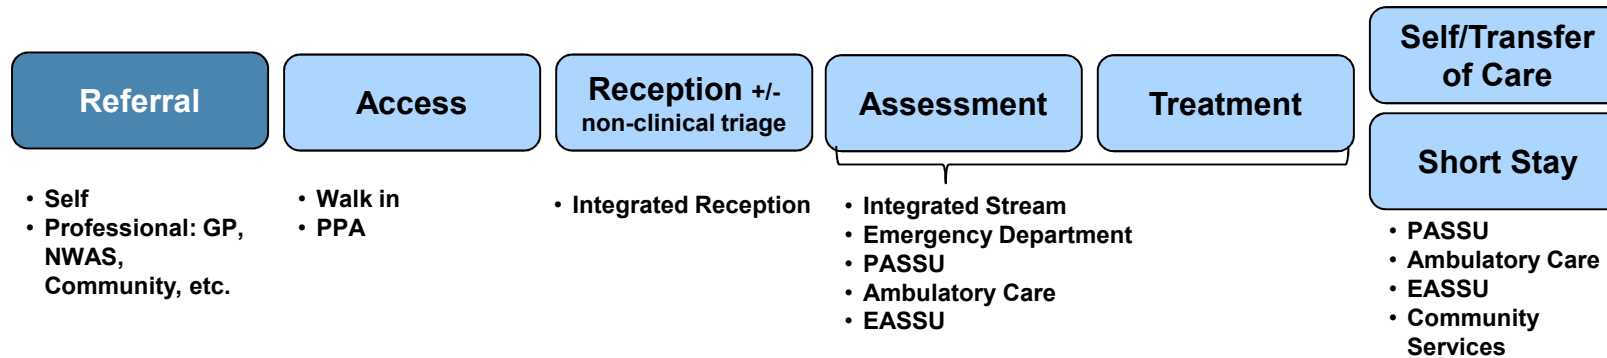 Referral
• Self
• Professional: GP,
NWAS,
Community, etc.
Access
• Walk in
• PPA
Reception +/-
non-clinical triage
• Integrated Reception
Assessment
Treatment
• Integrated Stream
• Emergency Department
• PASSU
• Ambulatory Care
• EASSU
Self/Transfer
of Care
Short Stay
• PASSU
• Ambulatory Care
• EASSU
• Community
Services